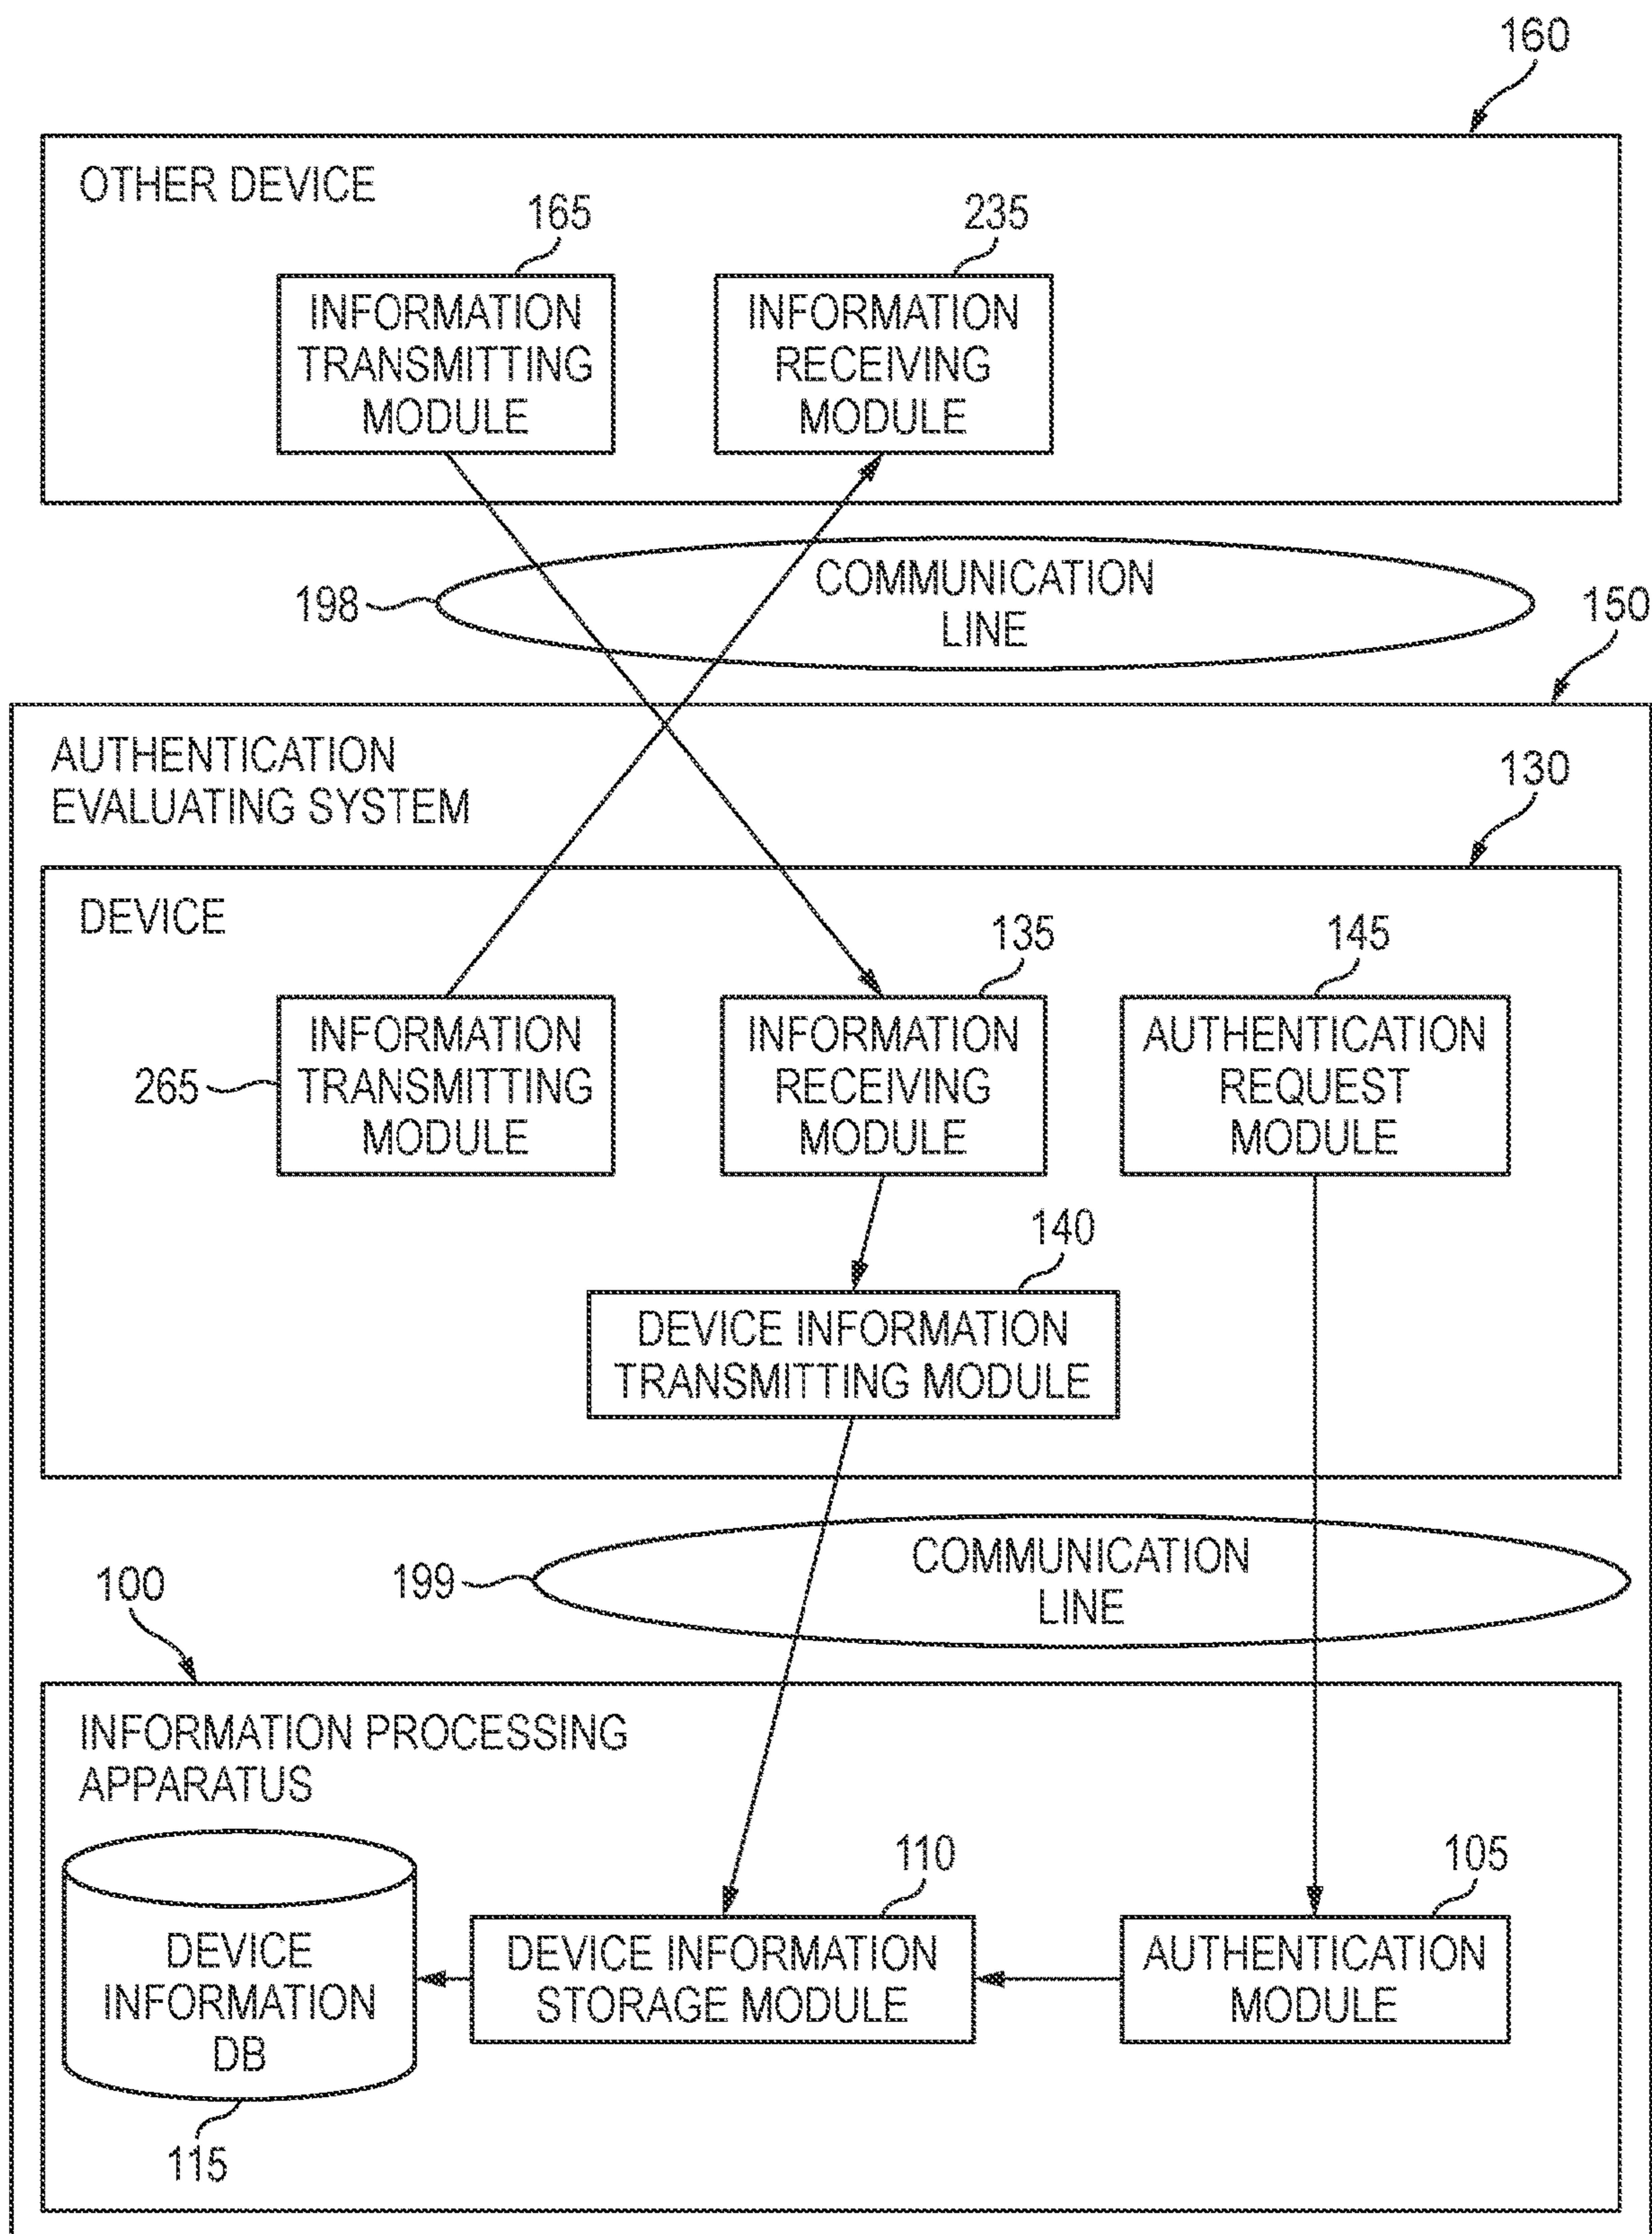 160
OTHER DEVICE
165
235
INFORMATION
TRANSMITTING
MODULE
INFORMATION
RECEIVING
MODULE
198
COMMUNICATION
LINE
150
AUTHENTICATION
EVALUATING SYSTEM
130
DEVICE
135
145
265
INFORMATION
TRANSMITTING
MODULE
INFORMATION
RECEIVING
MODULE
AUTHENTICATION
REQUEST
MODULE
140
DEVICE INFORMATION
TRANSMITTING MODULE
199
COMMUNICATION
LINE
100
INFORMATION PROCESSING
APPARATUS
110
105
DEVICE
INFORMATION
DB
DEVICE INFORMATION
STORAGE MODULE
AUTHENTICATION
MODULE
115